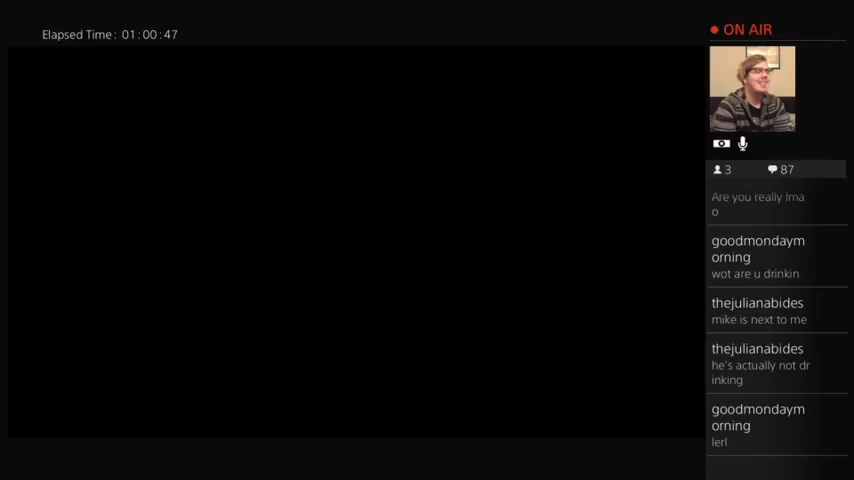 Elapsed Time: 01:00:47
ON AIR
3 87
Are you really lma
o
goodmondaym
orning
wot are u drinkin
thejulianabides
mike is next to me
thejulianabides
he's actually not dr
inking
goodmondaym
orning
lerl